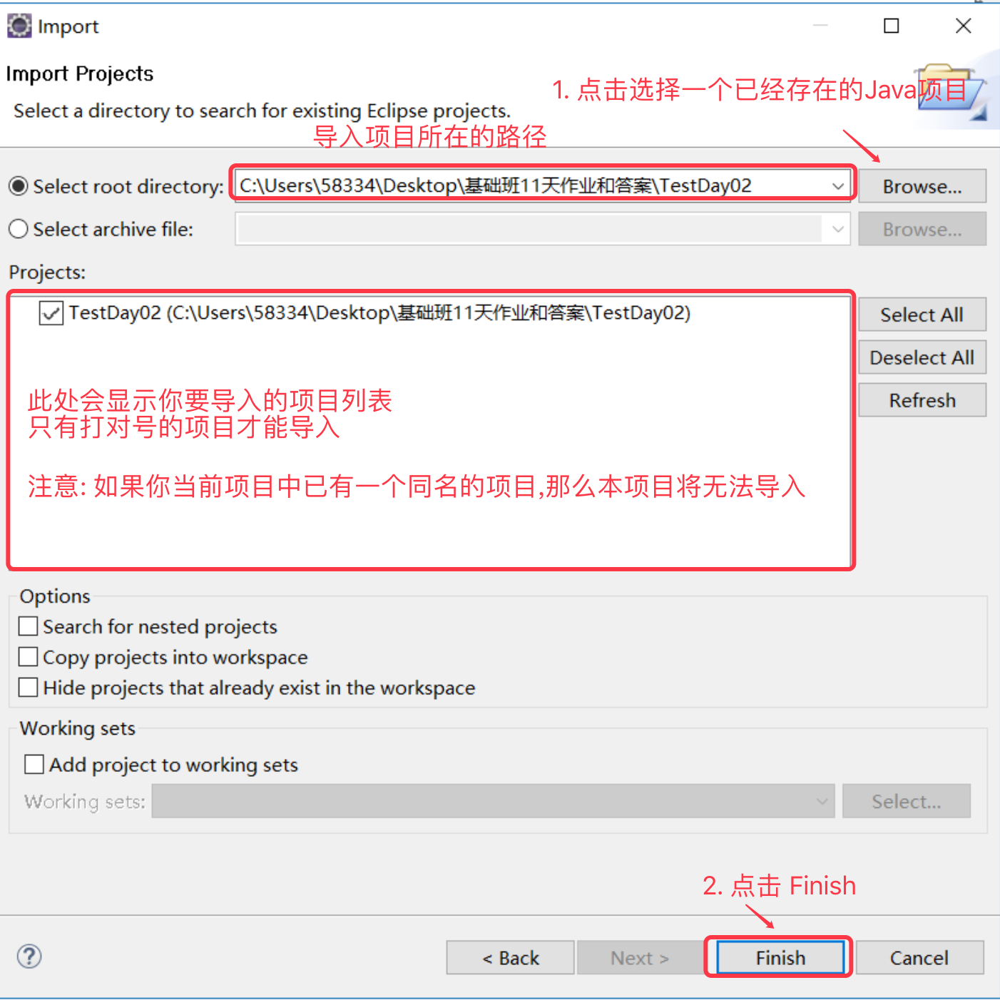 Import
Import Projects
1. 点击选择一个已经存在的Java项目
Select a directory to search for existing Eclipse projects.
导入项目所在的路径
Select root directory: C:\Users\58334\Desktop\基础班11天作业和答案\TestDay02 Browse...
Select archive file: Browse...
Projects:
TestDay02 (C:\Users\58334\Desktop\基础班11天作业和答案\TestDay02) Select All
Deselect All
此处会显示你要导入的项目列表 Refresh
只有打对号的项目才能导入
注意: 如果你当前项目中已有一个同名的项目,那么本项目将无法导入
Options
Search for nested projects
Copy projects into workspace
Hide projects that already exist in the workspace
Working sets
Add project to working sets
Working sets: Select...
2. 点击 Finish
? < Back Next > Finish Cancel